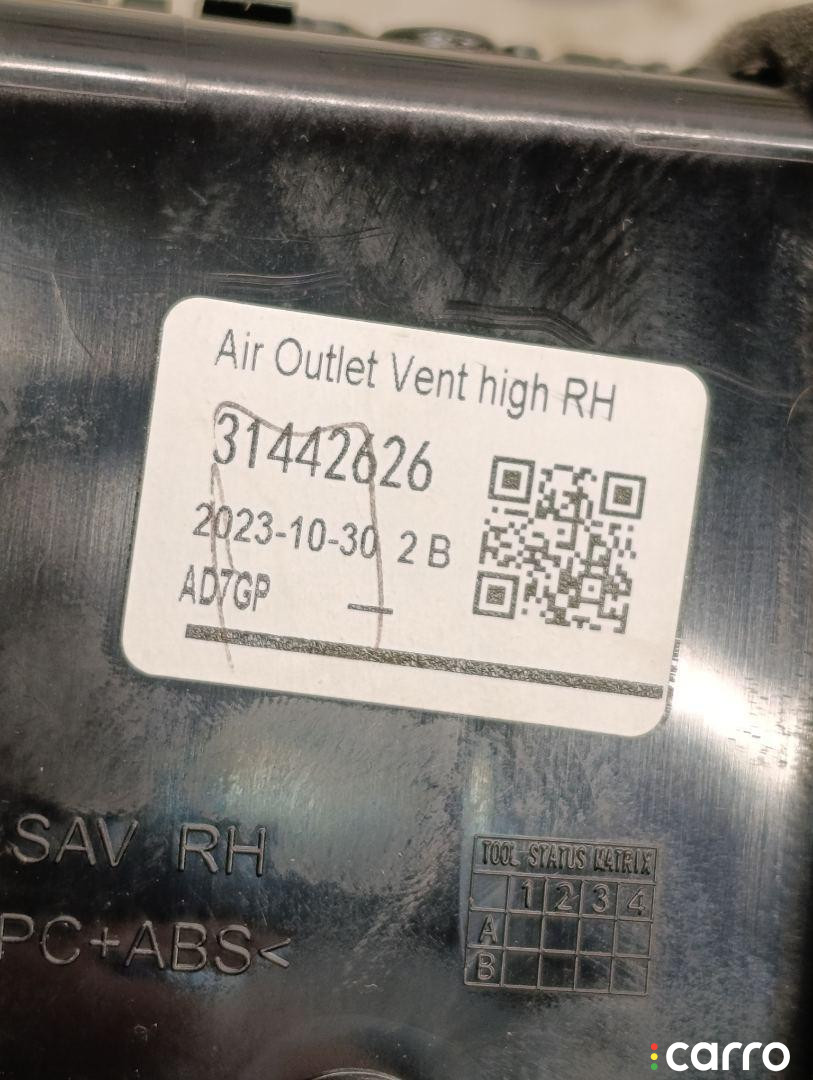 Air Outlet Vent high RH
31442626
2023-10-30 2 B
AD7GP
SAV RH
PC+ABS<
TOOL STATUS MATRIX
1 2 3 4
A
B
carro